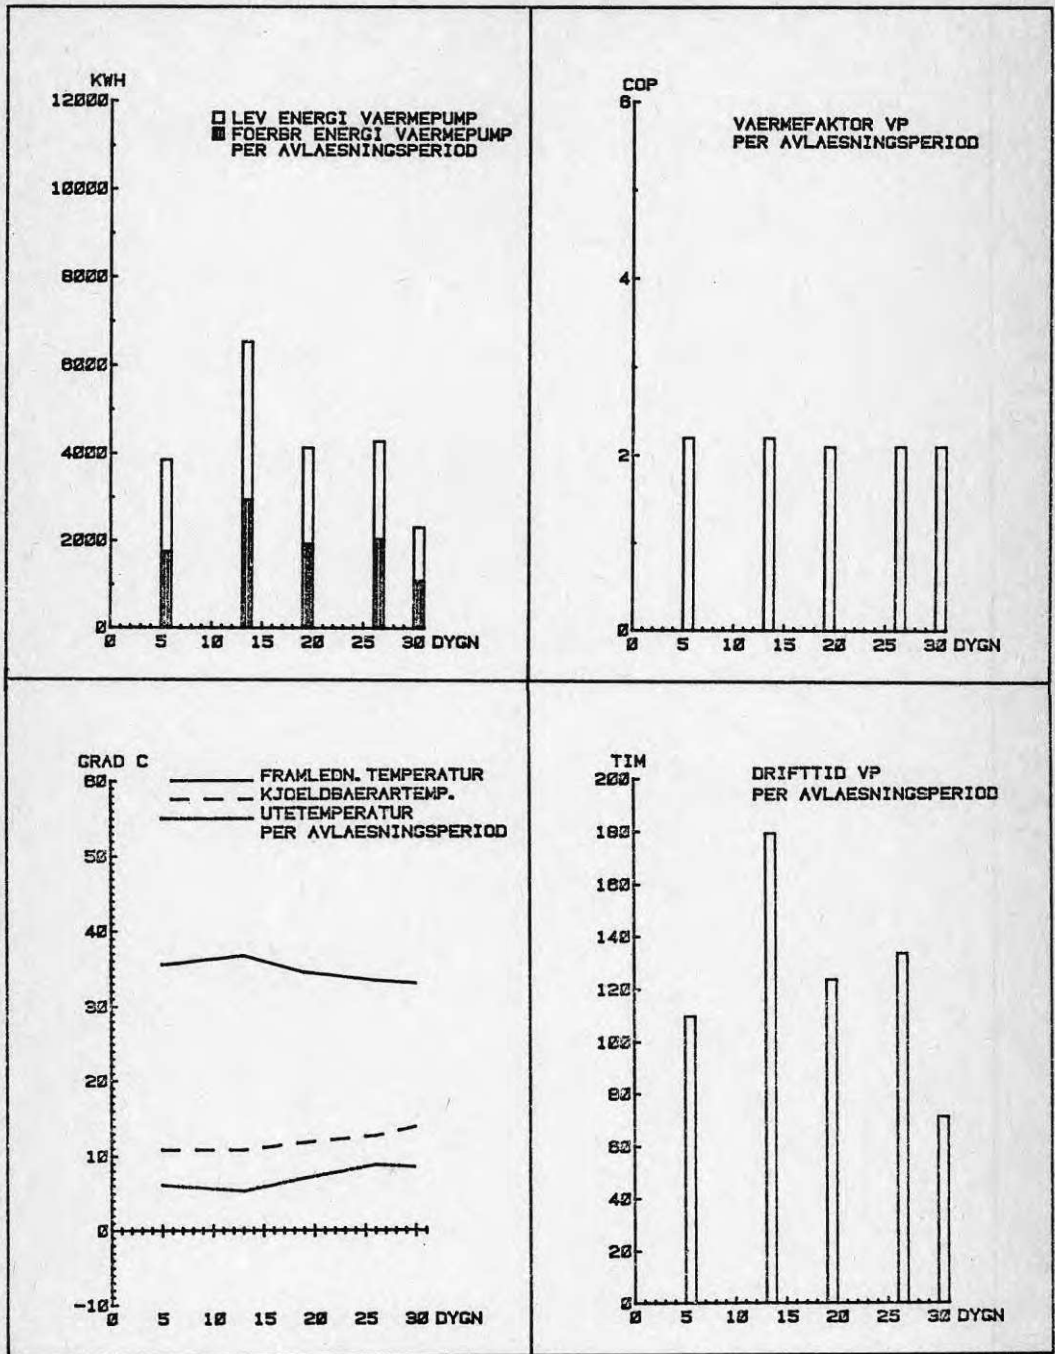 KWH
12000
10000
8000
6000
4000
2000
0
LEV ENERGI VAERMEPUMP
FOERBR ENERGI VAERMEPUMP
PER AVLAESNINGSPERIOD
0 5 10 15 20 25 30 DYGN
COP
6
4
2
0
VAERMEFAKTOR VP
PER AVLAESNINGSPERIOD
0 5 10 15 20 25 30 DYGN
GRAD C
60
50
40
30
20
10
0
-10
FRAMLEDN. TEMPERATUR
KJOELDBAERARTEMP.
UTETEMPERATUR
PER AVLAESNINGSPERIOD
0 5 10 15 20 25 30 DYGN
TIM
200
180
160
140
120
100
80
60
40
20
0
DRIFTTID VP
PER AVLAESNINGSPERIOD
0 5 10 15 20 25 30 DYGN